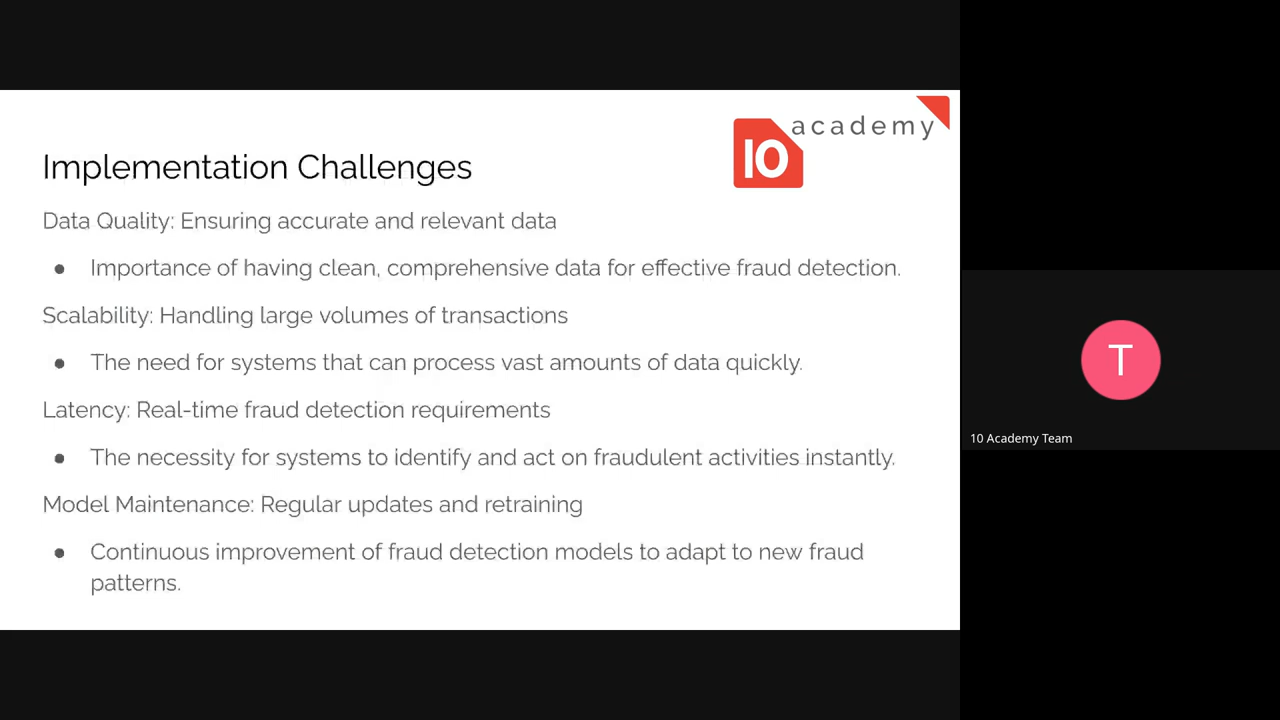 academy
10
Implementation Challenges
Data Quality: Ensuring accurate and relevant data
● Importance of having clean, comprehensive data for effective fraud detection.
Scalability: Handling large volumes of transactions
● The need for systems that can process vast amounts of data quickly.
Latency: Real-time fraud detection requirements
● The necessity for systems to identify and act on fraudulent activities instantly.
Model Maintenance: Regular updates and retraining
● Continuous improvement of fraud detection models to adapt to new fraud
patterns.
T
10 Academy Team